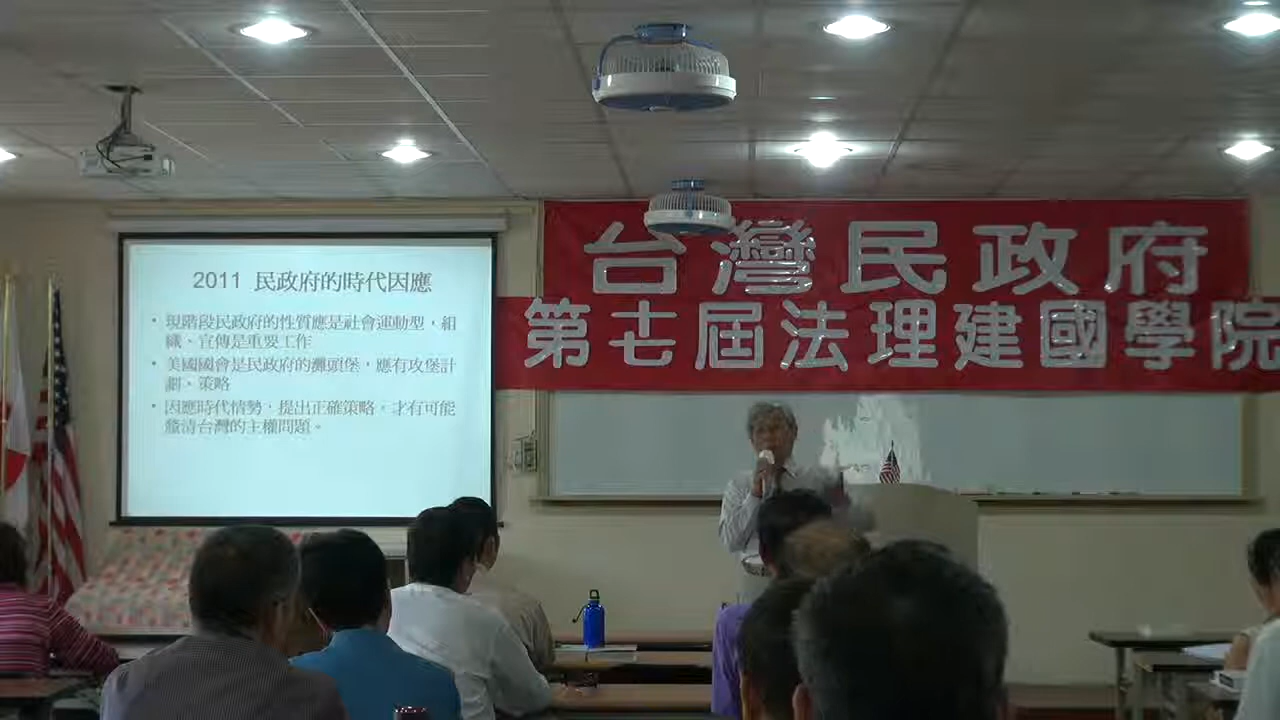 2011 民政府的時代因應
• 現階段民政府的性質應是社會運動型，組
織、宣傳是重要工作
• 美國國會是民政府的灘頭堡，應有攻堡計
劃、策略
• 因應時代情勢，提出正確策略，才有可能
釐清台灣的主權問題。
台灣民政府
第七屆法理建國學院